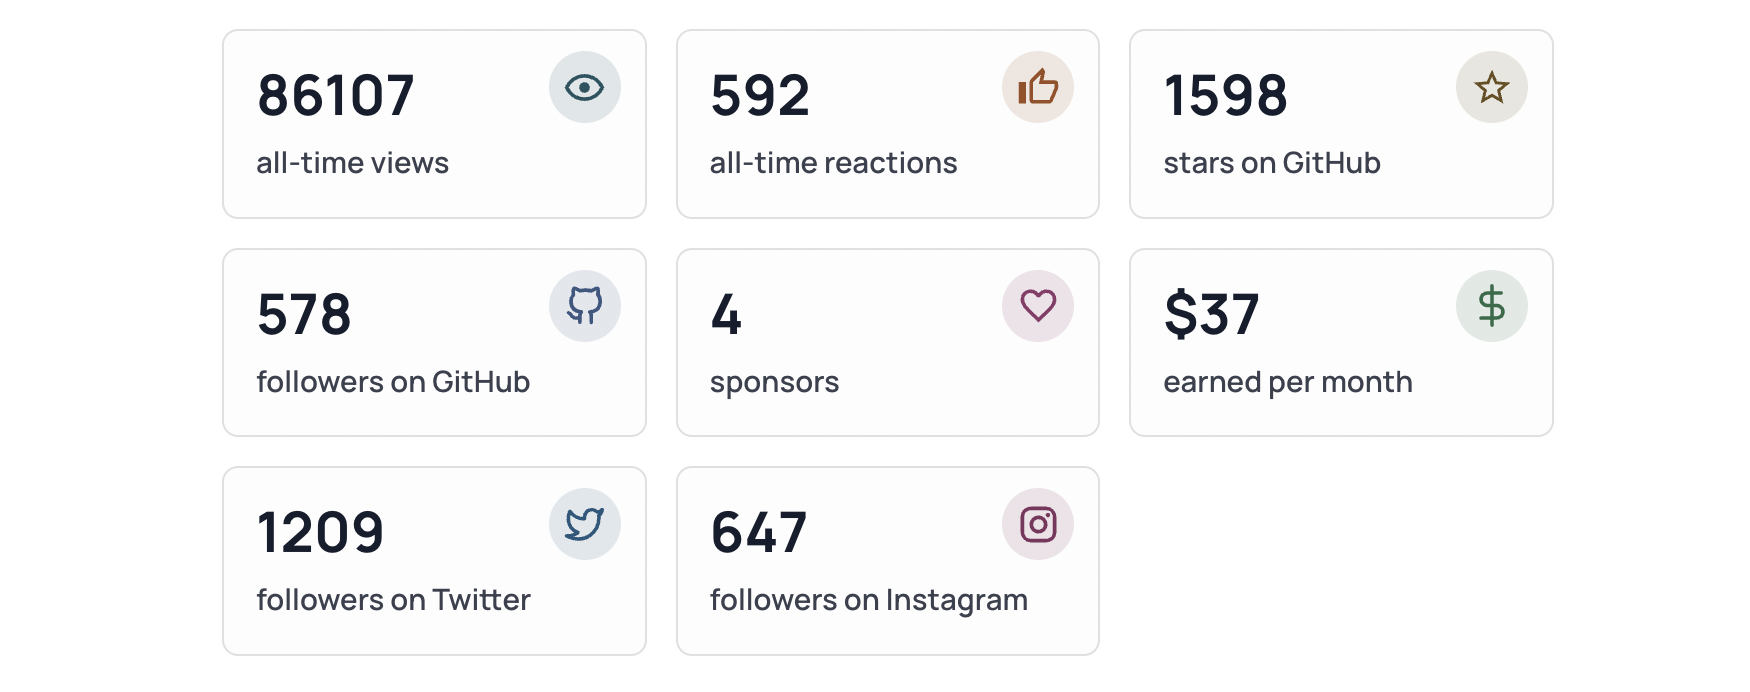 86107
all-time views
592
all-time reactions
1598
stars on GitHub
578
followers on GitHub
4
sponsors
$37
earned per month
1209
followers on Twitter
647
followers on Instagram